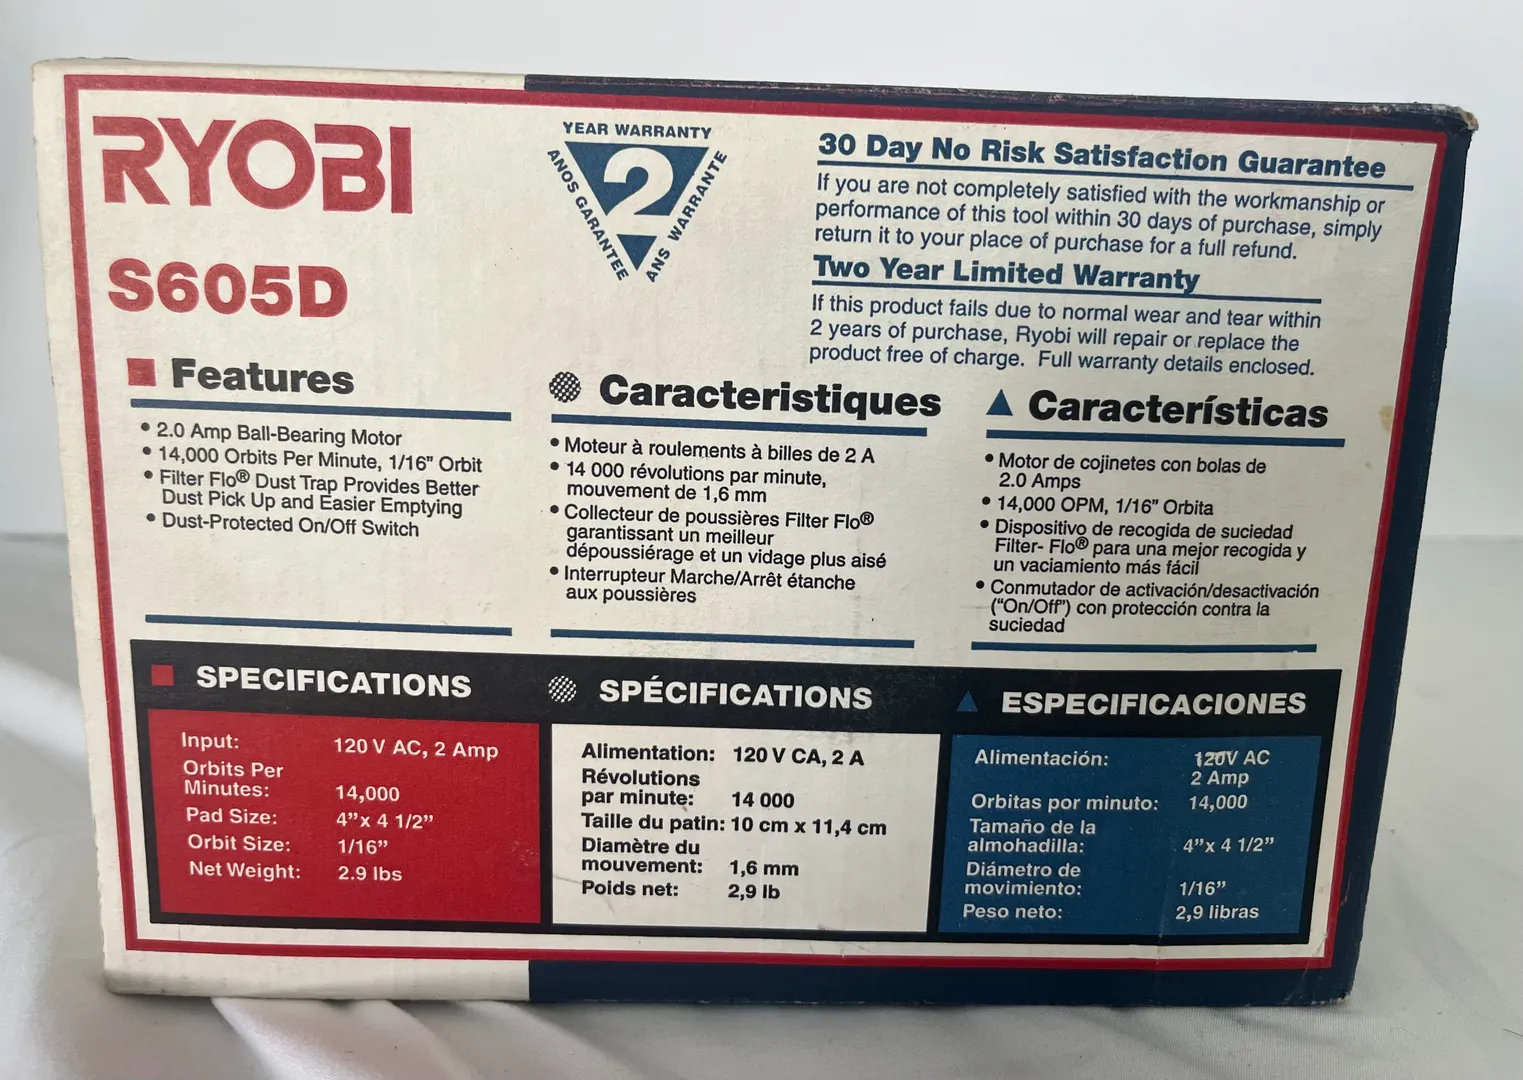 RYOBI
S605D
YEAR WARRANTY
2
AÑOS GARANTEE
ANS WARRANTE
30 Day No Risk Satisfaction Guarantee
If you are not completely satisfied with the workmanship or
performance of this tool within 30 days of purchase, simply
return it to your place of purchase for a full refund.
Two Year Limited Warranty
If this product fails due to normal wear and tear within
2 years of purchase, Ryobi will repair or replace the
product free of charge. Full warranty details enclosed.
Features
• 2.0 Amp Ball-Bearing Motor
• 14,000 Orbits Per Minute, 1/16” Orbit
• Filter Flo® Dust Trap Provides Better
Dust Pick Up and Easier Emptying
• Dust-Protected On/Off Switch
Caracteristiques
• Moteur à roulements à billes de 2 A
• 14 000 révolutions par minute,
mouvement de 1,6 mm
• Collecteur de poussières Filter Flo®
garantissant un meilleur
dépoussiérage et un vidage plus aisé
• Interrupteur Marche/Arrêt étanche
aux poussières
Características
• Motor de cojinetes con bolas de
2.0 Amps
• 14,000 OPM, 1/16” Orbita
• Dispositivo de recogida de suciedad
Filter- Flo® para una mejor recogida y
un vaciamiento más fácil
• Conmutador de activación/desactivación
(“On/Off”) con protección contra la
suciedad
SPECIFICATIONS
Input: 120 V AC, 2 Amp
Orbits Per
Minutes: 14,000
Pad Size: 4”x 4 1/2”
Orbit Size: 1/16”
Net Weight: 2.9 lbs
SPÉCIFICATIONS
Alimentation: 120 V CA, 2 A
Révolutions
par minute: 14 000
Taille du patin: 10 cm x 11,4 cm
Diamètre du
mouvement: 1,6 mm
Poids net: 2,9 lb
ESPECIFICACIONES
Alimentación: 120V AC
2 Amp
Orbitas por minuto: 14,000
Tamaño de la
almohadilla: 4”x 4 1/2”
Diámetro de
movimiento: 1/16”
Peso neto: 2,9 libras